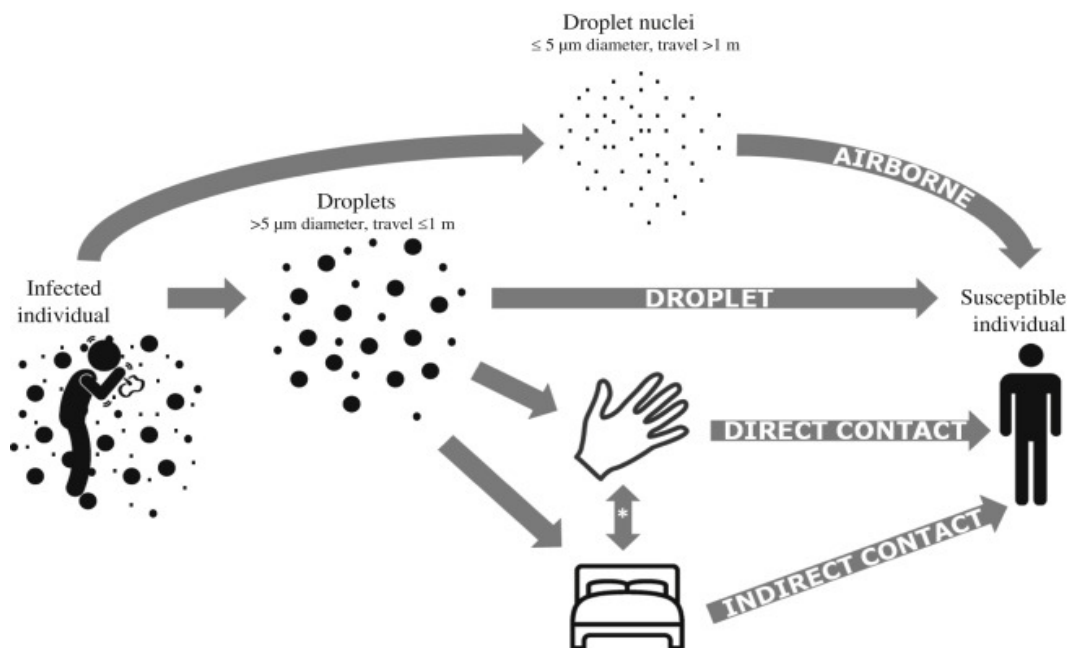 Droplet nuclei
≤ 5 μm diameter, travel >1 m
AIRBORNE
Droplets
>5 μm diameter, travel ≤1 m
Infected
individual
DROPLET
Susceptible
individual
DIRECT CONTACT
*
INDIRECT CONTACT